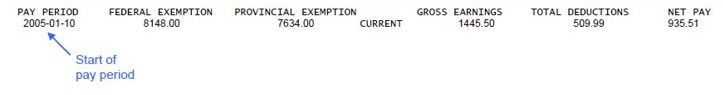 PAY PERIOD FEDERAL EXEMPTION PROVINCIAL EXEMPTION GROSS EARNINGS TOTAL DEDUCTIONS NET PAY
2005-01-10 8148.00 7634.00 CURRENT 1445.50 509.99 935.51
Start of
pay period